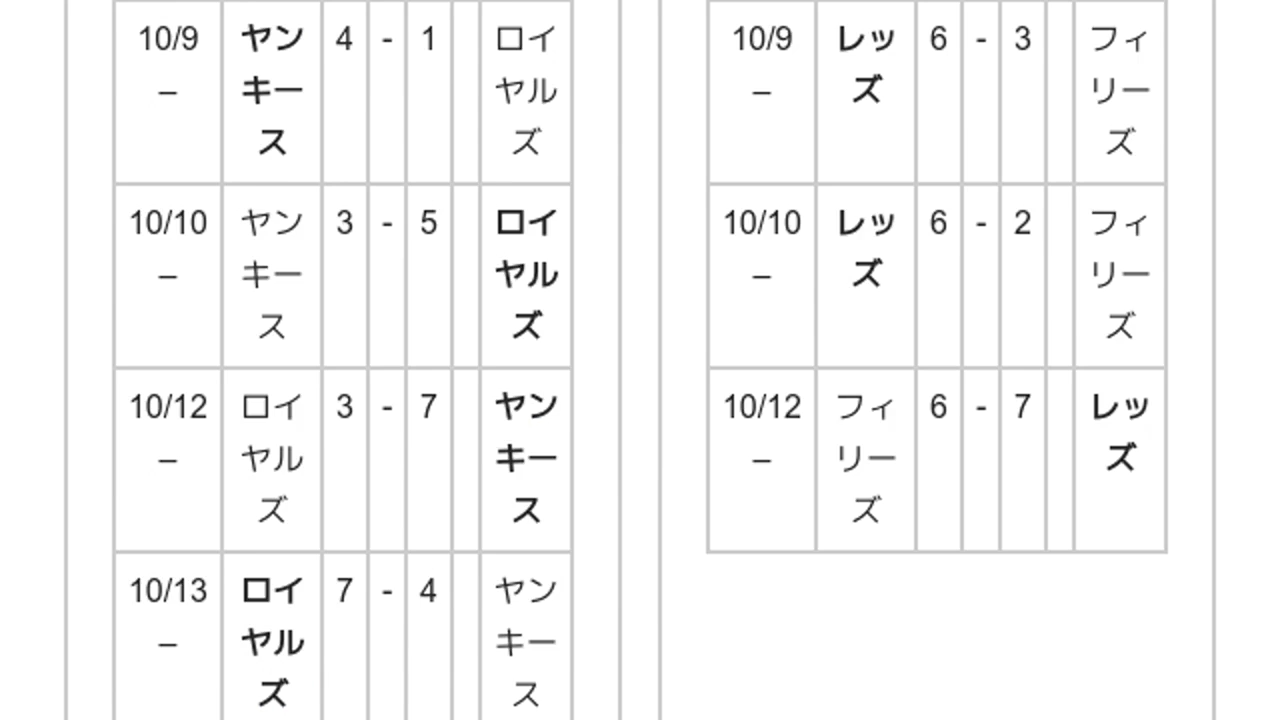 10/9 ヤン 4 - 1 ロイ
– キー ヤル
ス ズ
10/10 ヤン 3 - 5 ロイ
– キー ヤル
ス ズ
10/12 ロイ 3 - 7 ヤン
– ヤル キー
ズ ス
10/13 ロイ 7 - 4 ヤン
– ヤル キー
ズ ス
10/9 レッ 6 - 3 フィ
– ズ リー
ズ
10/10 レッ 6 - 2 フィ
– ズ リー
ズ
10/12 フィ 6 - 7 レッ
– リー ズ
ズ